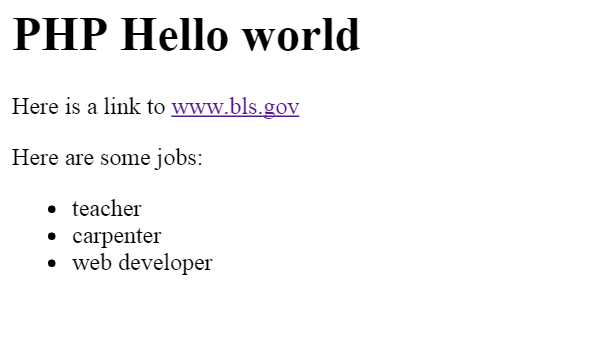 PHP Hello world
Here is a link to www.bls.gov
Here are some jobs:
• teacher
• carpenter
• web developer